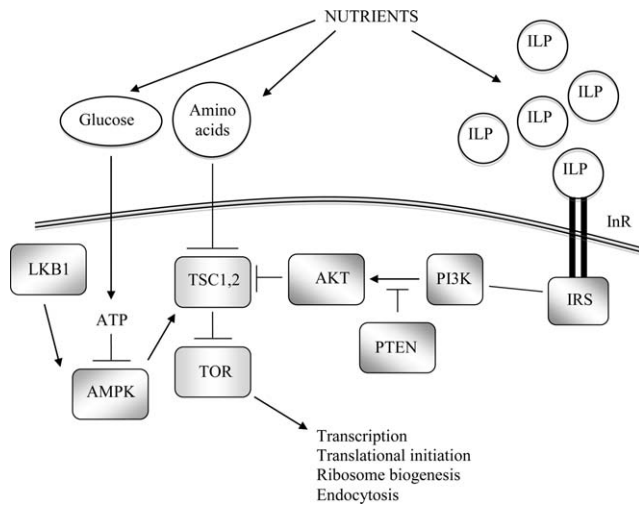 NUTRIENTS
ILP
ILP
ILP
ILP
ILP
Glucose
Amino
acids
InR
LKB1
TSC1,2
AKT
PI3K
IRS
ATP
PTEN
AMPK
TOR
Transcription
Translational initiation
Ribosome biogenesis
Endocytosis